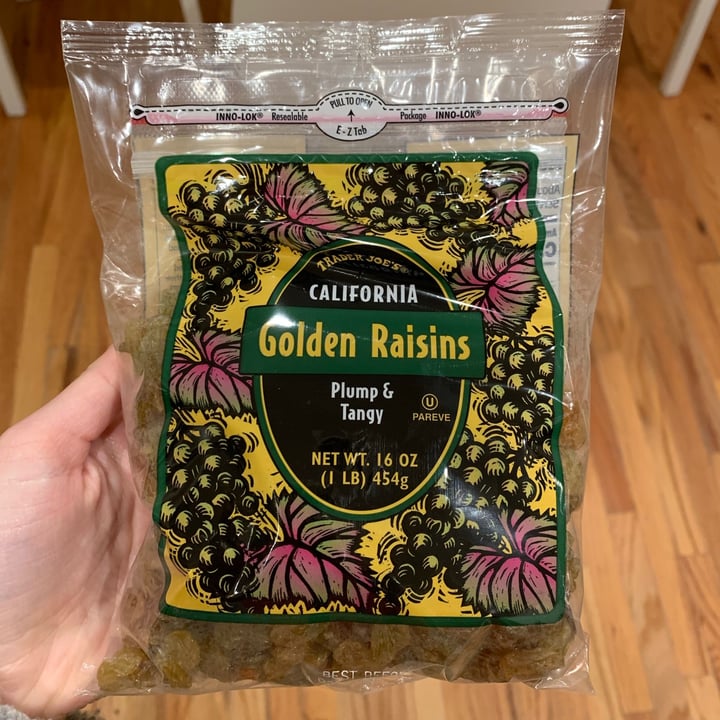 PULL TO OPEN
INNO-LOK® Resealable Package INNO-LOK®
E-Z Tab
TRADER JOE'S
CALIFORNIA
Golden Raisins
Plump &
Tangy
U
PAREVE
NET WT. 16 OZ
(1 LB) 454g
BEST